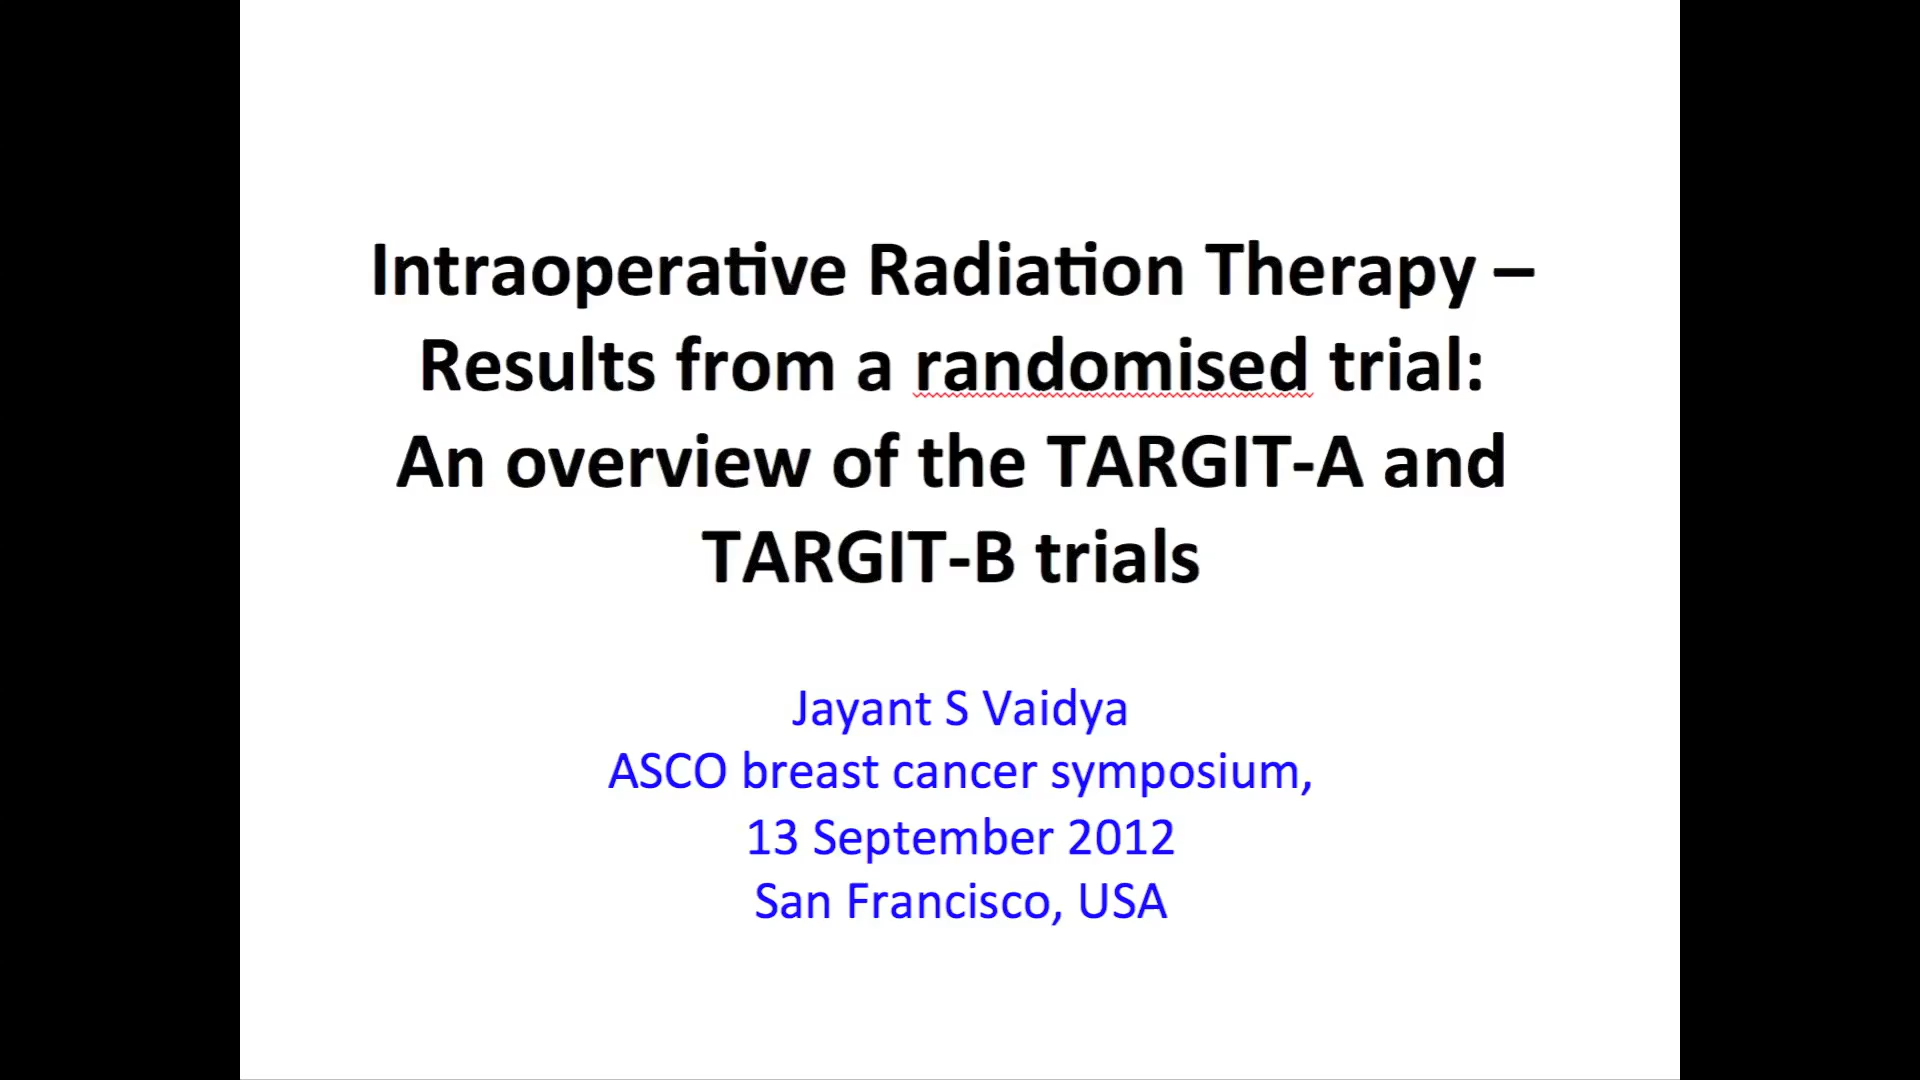 Intraoperative Radiation Therapy –
Results from a randomised trial:
An overview of the TARGIT-A and
TARGIT-B trials
Jayant S Vaidya
ASCO breast cancer symposium,
13 September 2012
San Francisco, USA